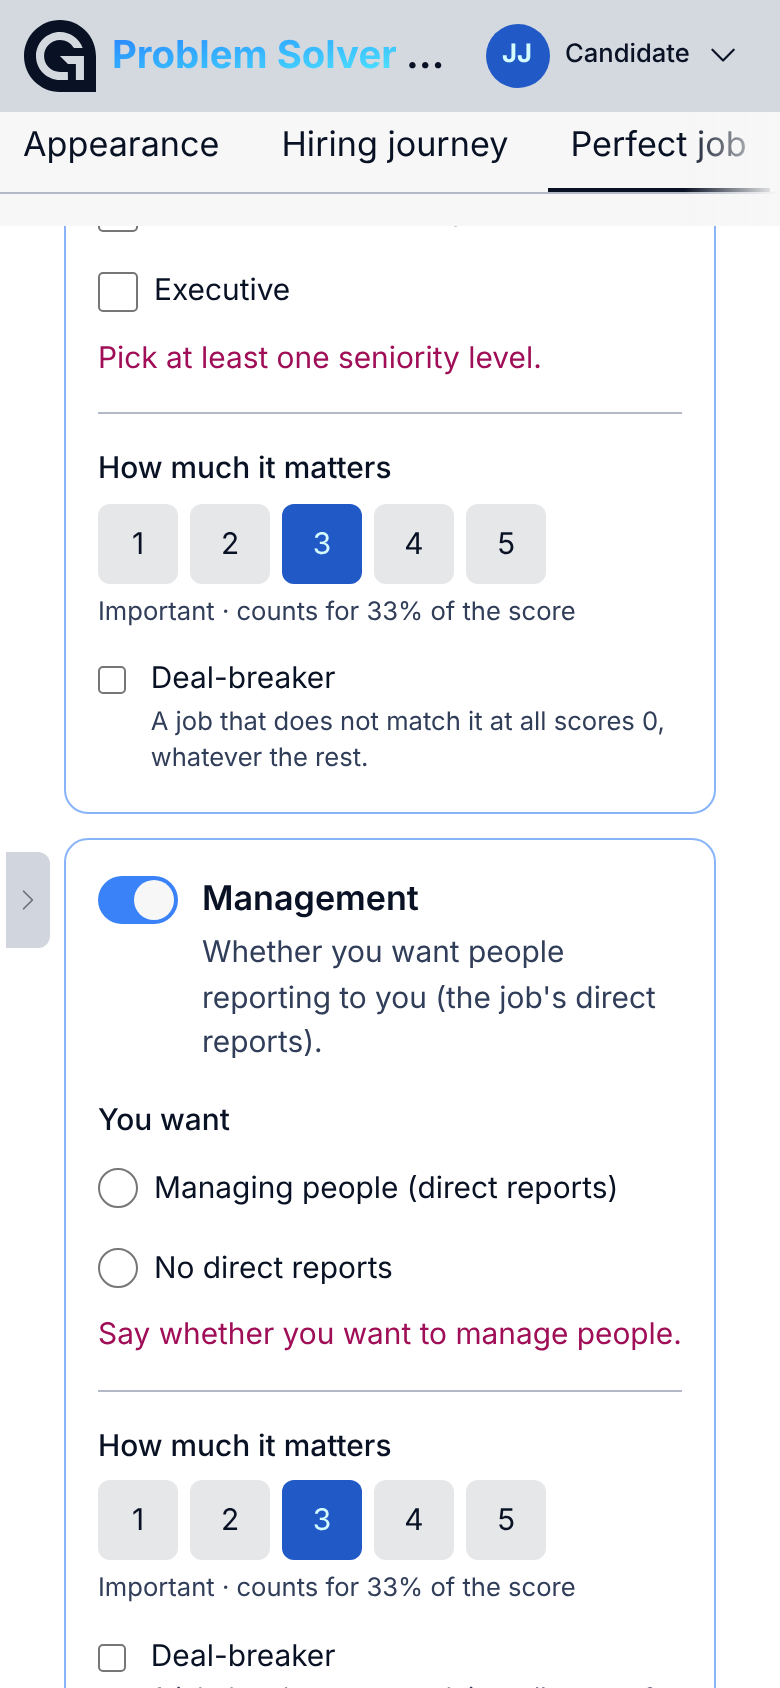 Problem Solver ...
JJ
Candidate
Appearance
Hiring journey
Perfect job
Executive
Pick at least one seniority level.
How much it matters
1 2 3 4 5
Important · counts for 33% of the score
Deal-breaker
A job that does not match it at all scores 0,
whatever the rest.
Management
Whether you want people
reporting to you (the job's direct
reports).
You want
Managing people (direct reports)
No direct reports
Say whether you want to manage people.
How much it matters
1 2 3 4 5
Important · counts for 33% of the score
Deal-breaker